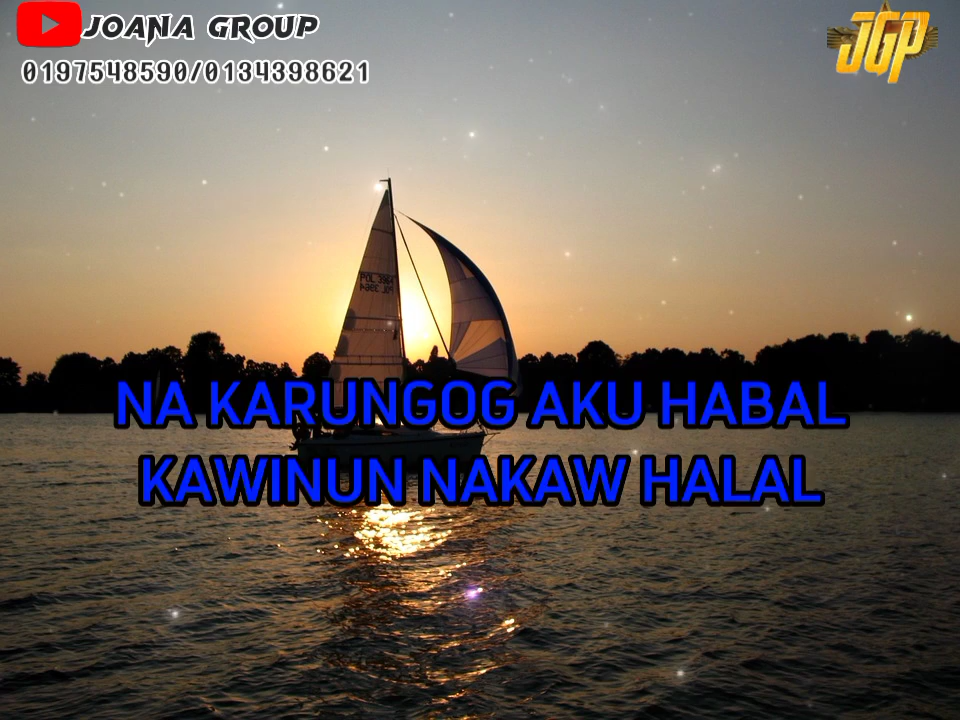 JOANA GROUP
JGP
0197548590/0134398621
NA KARUNGOG AKU HABAL
KAWINUN NAKAW HALAL